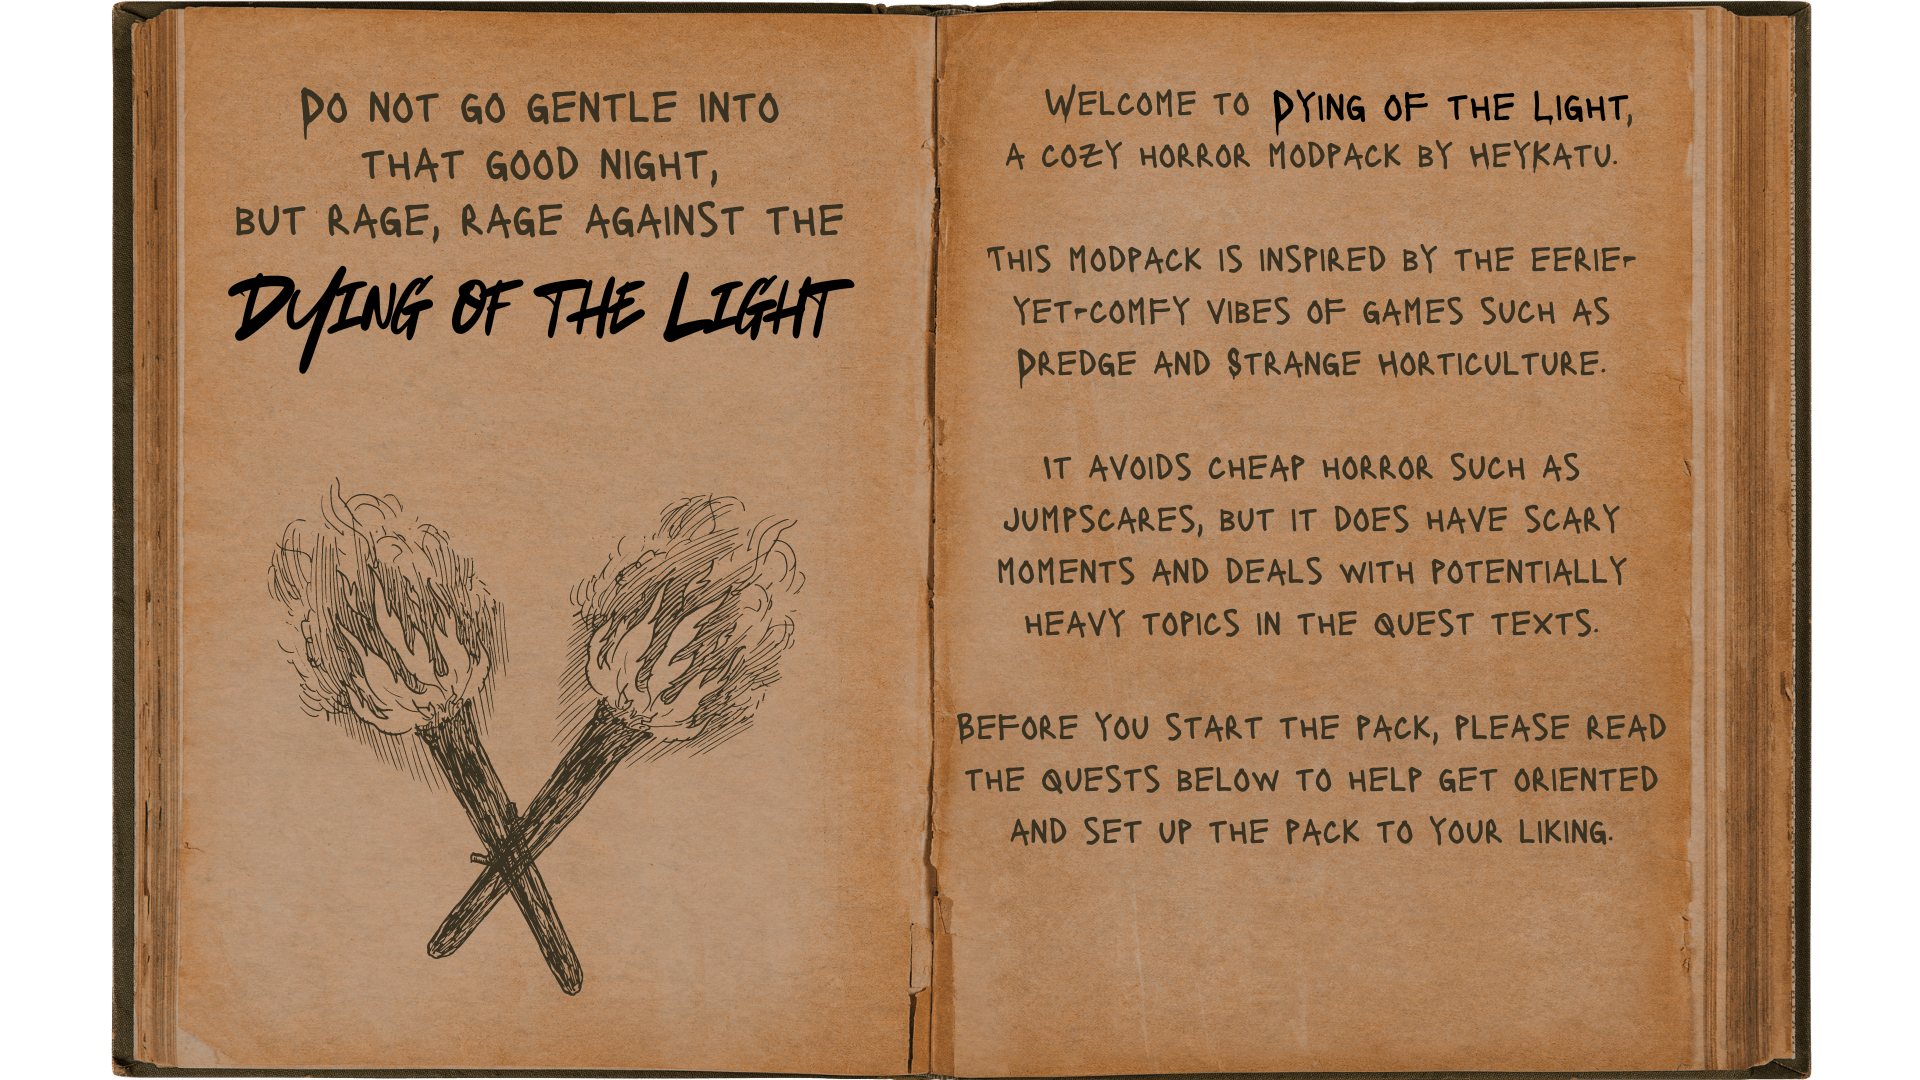 Do not go gentle into
that good night,
but rage, rage against the
Dying of the Light
Welcome to Dying of the Light,
a cozy horror modpack by heykatu.
This modpack is inspired by the eerie-
yet-comfy vibes of games such as
Dredge and Strange Horticulture.
It avoids cheap horror such as
jumpscares, but it does have scary
moments and deals with potentially
heavy topics in the quest texts.
Before you start the pack, please read
the quests below to help get oriented
and set up the pack to your liking.